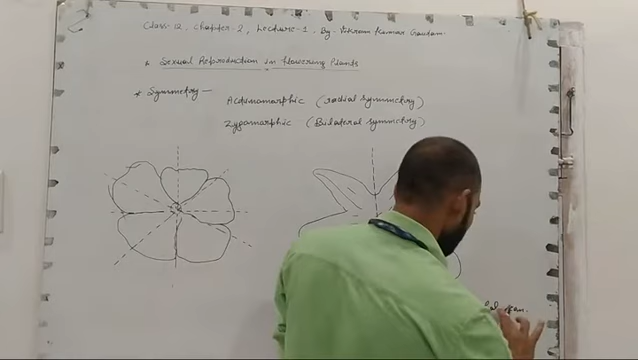 Class-12, Chapter-2, Lecture-1, By- Vikram Kumar Gautam
* Sexual Reproduction in flowering Plants
* Symmetry —
Actinomorphic (radial symmetry)
Zygomorphic (Bilateral symmetry)